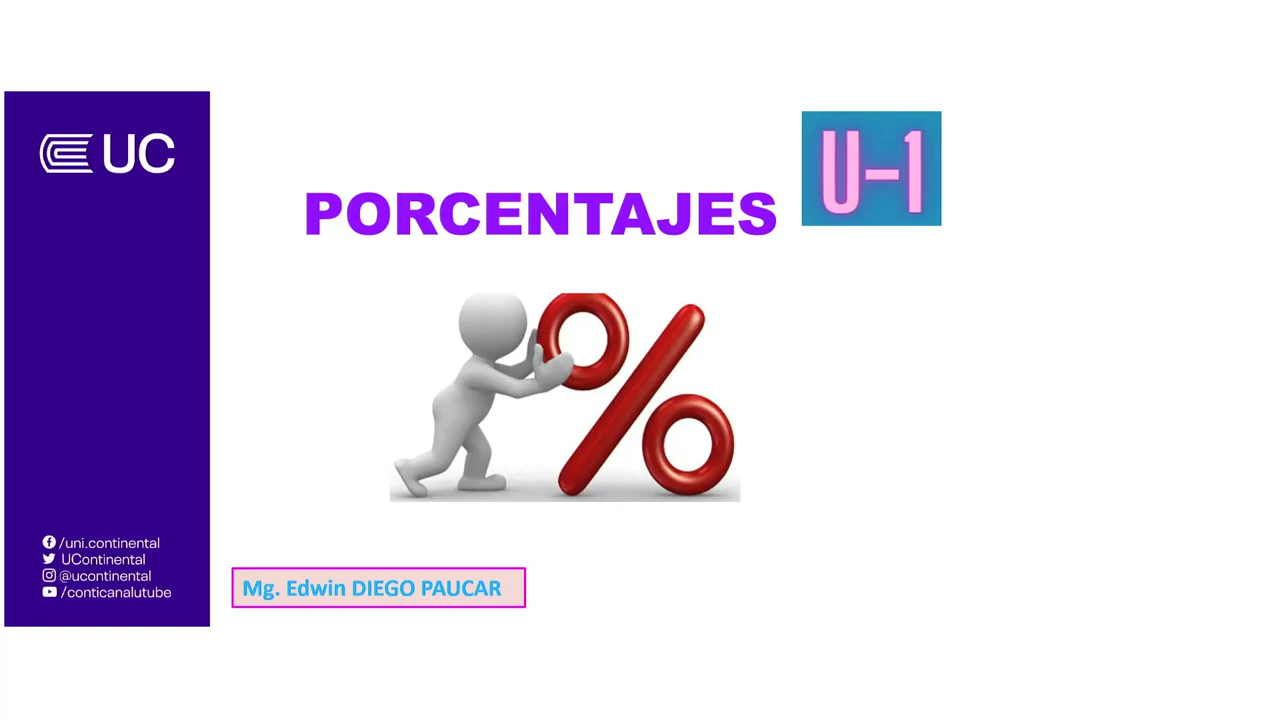 UC
U-1
PORCENTAJES
%
/uni.continental
UContinental
@ucontinental
/conticanalutube
Mg. Edwin DIEGO PAUCAR